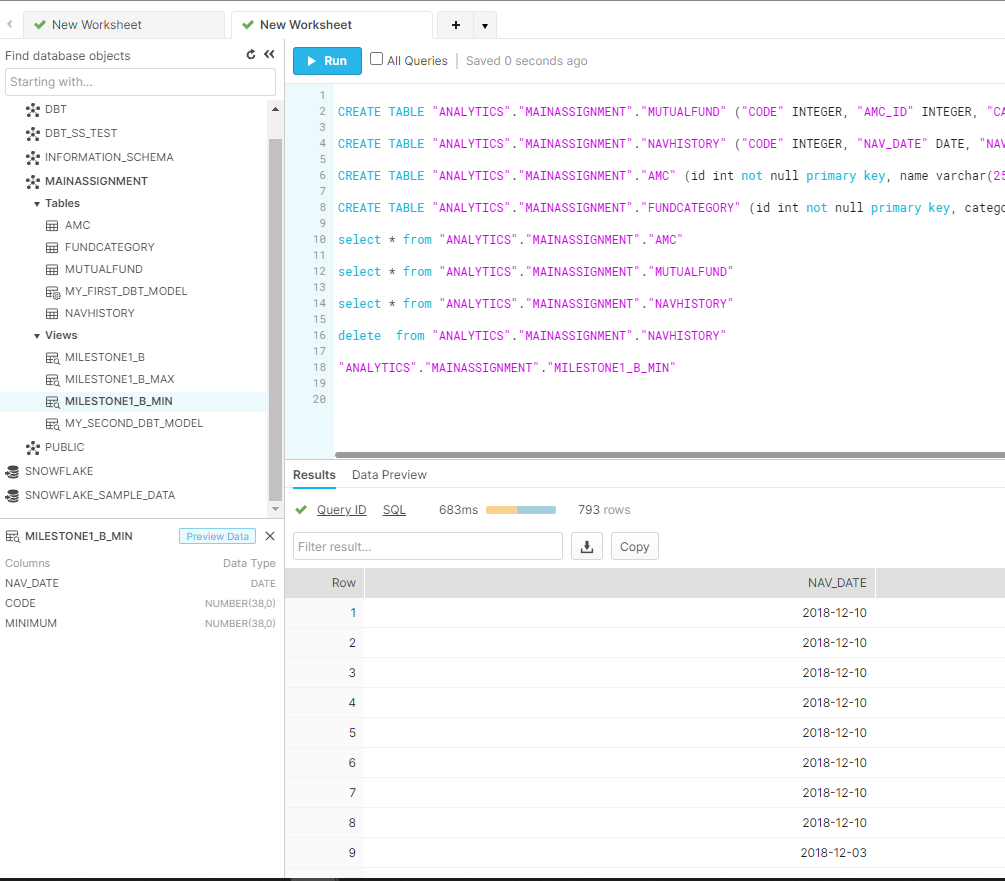 New Worksheet
New Worksheet
+
Find database objects
Starting with...
DBT
DBT_SS_TEST
INFORMATION_SCHEMA
MAINASSIGNMENT
Tables
AMC
FUNDCATEGORY
MUTUALFUND
MY_FIRST_DBT_MODEL
NAVHISTORY
Views
MILESTONE1_B
MILESTONE1_B_MAX
MILESTONE1_B_MIN
MY_SECOND_DBT_MODEL
PUBLIC
SNOWFLAKE
SNOWFLAKE_SAMPLE_DATA
MILESTONE1_B_MIN Preview Data
Columns Data Type
NAV_DATE DATE
CODE NUMBER(38,0)
MINIMUM NUMBER(38,0)
Run All Queries | Saved 0 seconds ago
1
2 CREATE TABLE "ANALYTICS"."MAINASSIGNMENT"."MUTUALFUND" ("CODE" INTEGER, "AMC_ID" INTEGER, "CA
3
4 CREATE TABLE "ANALYTICS"."MAINASSIGNMENT"."NAVHISTORY" ("CODE" INTEGER, "NAV_DATE" DATE, "NAV
5
6 CREATE TABLE "ANALYTICS"."MAINASSIGNMENT"."AMC" (id int not null primary key, name varchar(25
7
8 CREATE TABLE "ANALYTICS"."MAINASSIGNMENT"."FUNDCATEGORY" (id int not null primary key, catego
9
10 select * from "ANALYTICS"."MAINASSIGNMENT"."AMC"
11
12 select * from "ANALYTICS"."MAINASSIGNMENT"."MUTUALFUND"
13
14 select * from "ANALYTICS"."MAINASSIGNMENT"."NAVHISTORY"
15
16 delete  from "ANALYTICS"."MAINASSIGNMENT"."NAVHISTORY"
17
18 "ANALYTICS"."MAINASSIGNMENT"."MILESTONE1_B_MIN"
19
20
Results Data Preview
Query ID SQL 683ms 793 rows
Filter result... Copy
Row NAV_DATE
1 2018-12-10
2 2018-12-10
3 2018-12-10
4 2018-12-10
5 2018-12-10
6 2018-12-10
7 2018-12-10
8 2018-12-10
9 2018-12-03